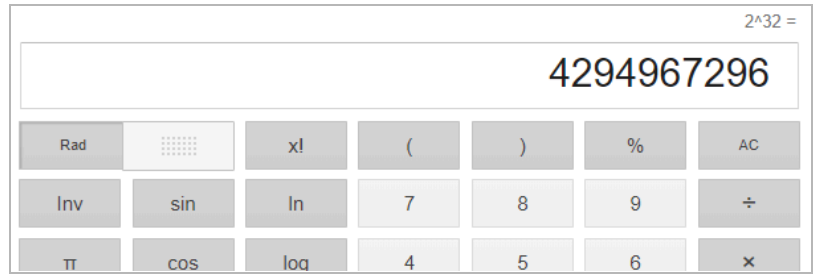 2^32 =
4294967296
Rad x! ( ) % AC
Inv sin ln 7 8 9 ÷
π cos log 4 5 6 ×